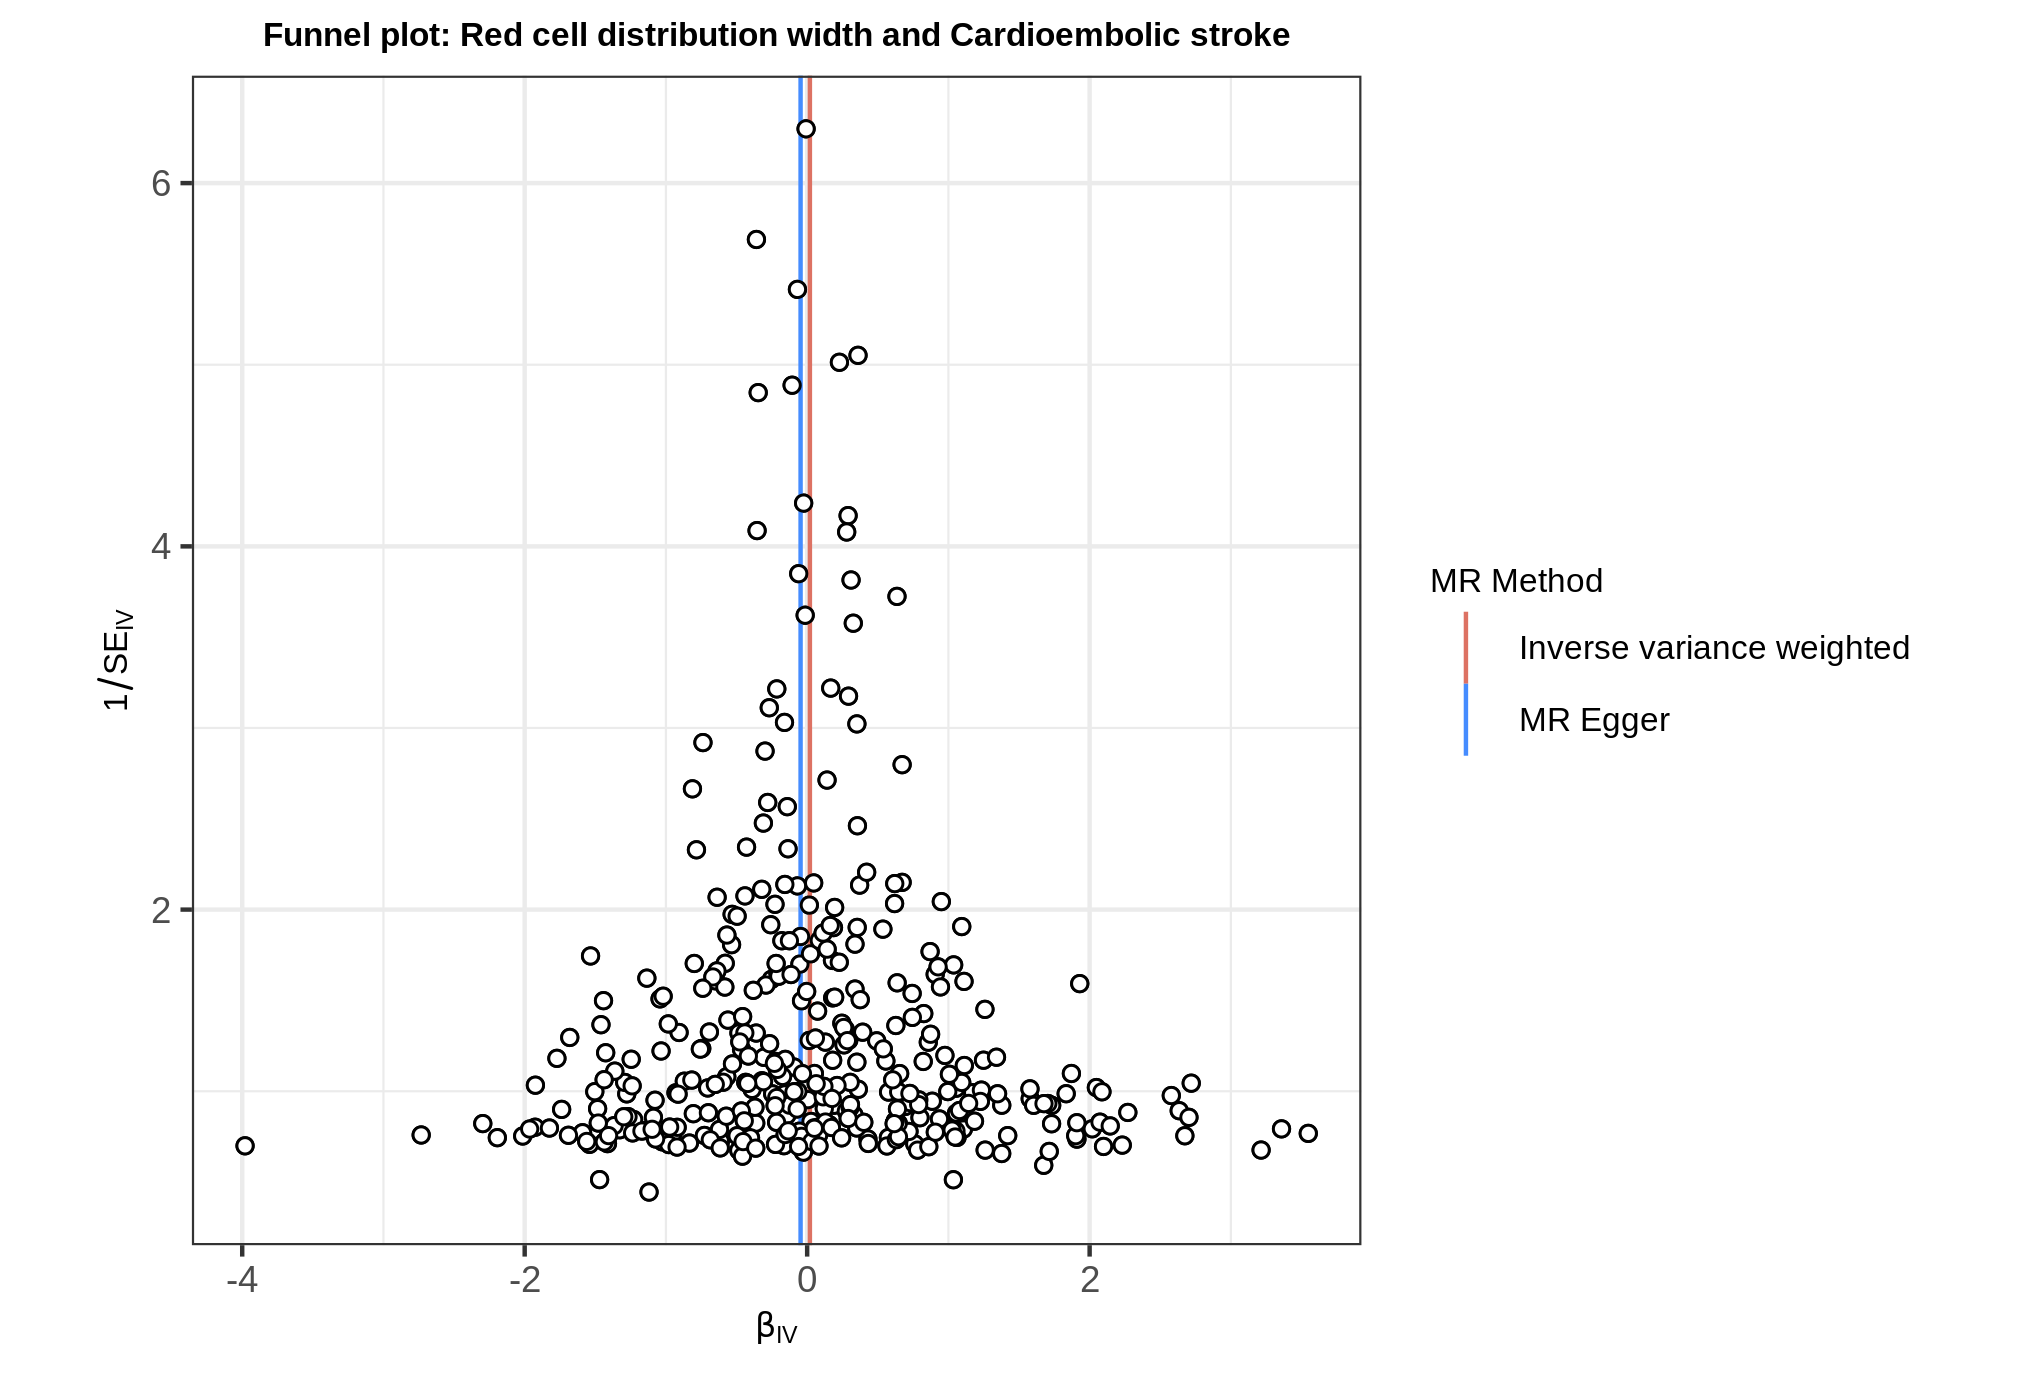 Funnel plot: Red cell distribution width and Cardioembolic stroke
6
4
2
1/SEIV
-4 -2 0 2
βIV
MR Method
Inverse variance weighted
MR Egger